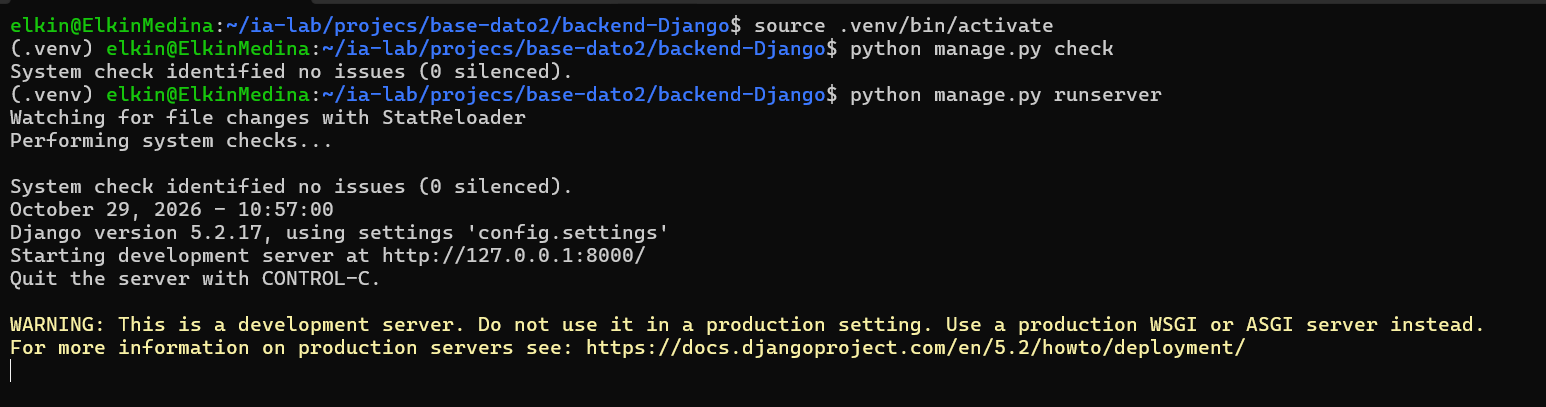 elkin@ElkinMedina:~/ia-lab/projecs/base-dato2/backend-Django$ source .venv/bin/activate
(.venv) elkin@ElkinMedina:~/ia-lab/projecs/base-dato2/backend-Django$ python manage.py check
System check identified no issues (0 silenced).
(.venv) elkin@ElkinMedina:~/ia-lab/projecs/base-dato2/backend-Django$ python manage.py runserver
Watching for file changes with StatReloader
Performing system checks...

System check identified no issues (0 silenced).
October 29, 2026 - 10:57:00
Django version 5.2.17, using settings 'config.settings'
Starting development server at http://127.0.0.1:8000/
Quit the server with CONTROL-C.

WARNING: This is a development server. Do not use it in a production setting. Use a production WSGI or ASGI server instead.
For more information on production servers see: https://docs.djangoproject.com/en/5.2/howto/deployment/